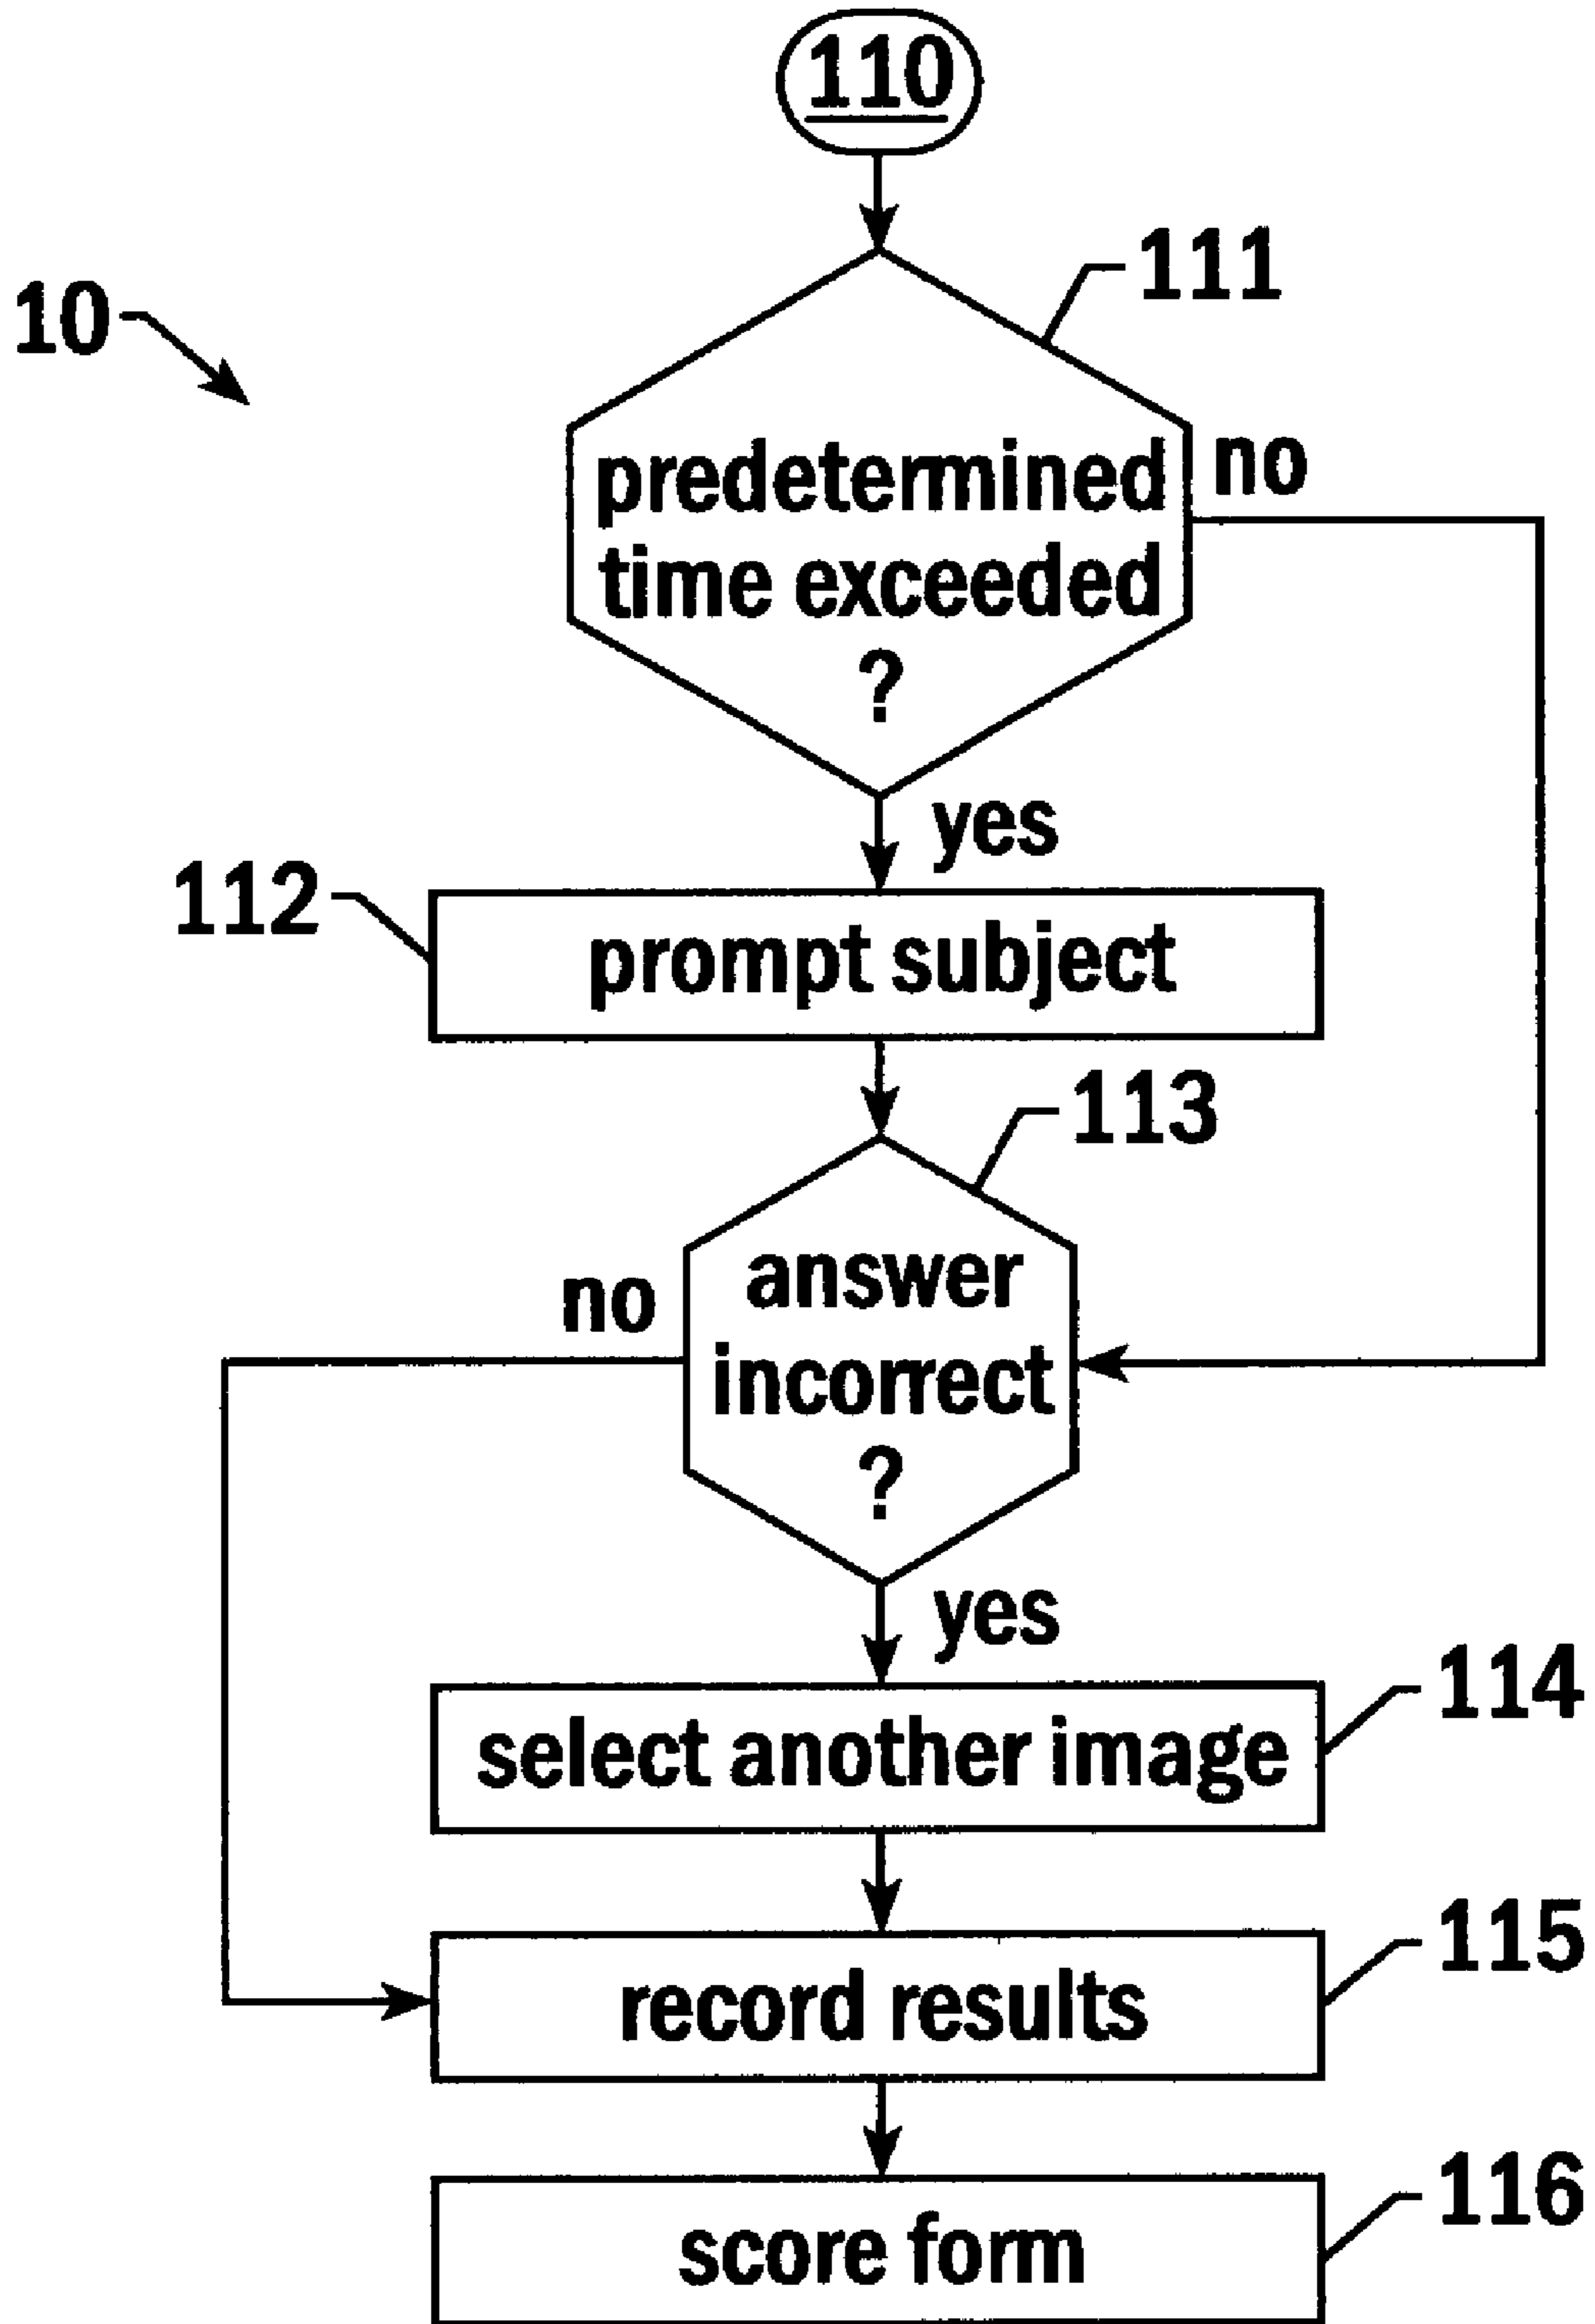 110
111
10
predetermined
no
time exceeded
?
yes
112
prompt subject
113
answer
no
incorrect
?
yes
114
select another image
115
record results
116
score form